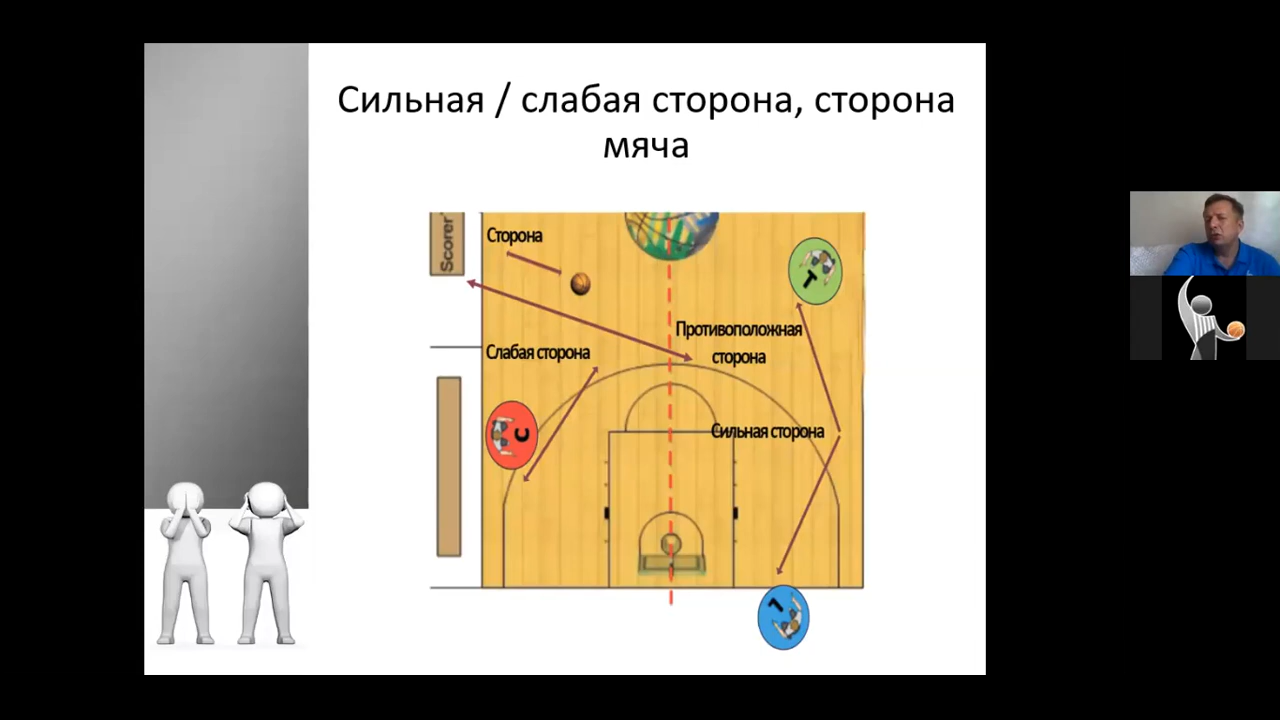 Сильная / слабая сторона, сторона
мяча
Scorer'
Сторона
T
Противоположная
сторона
Слабая сторона
C
Сильная сторона